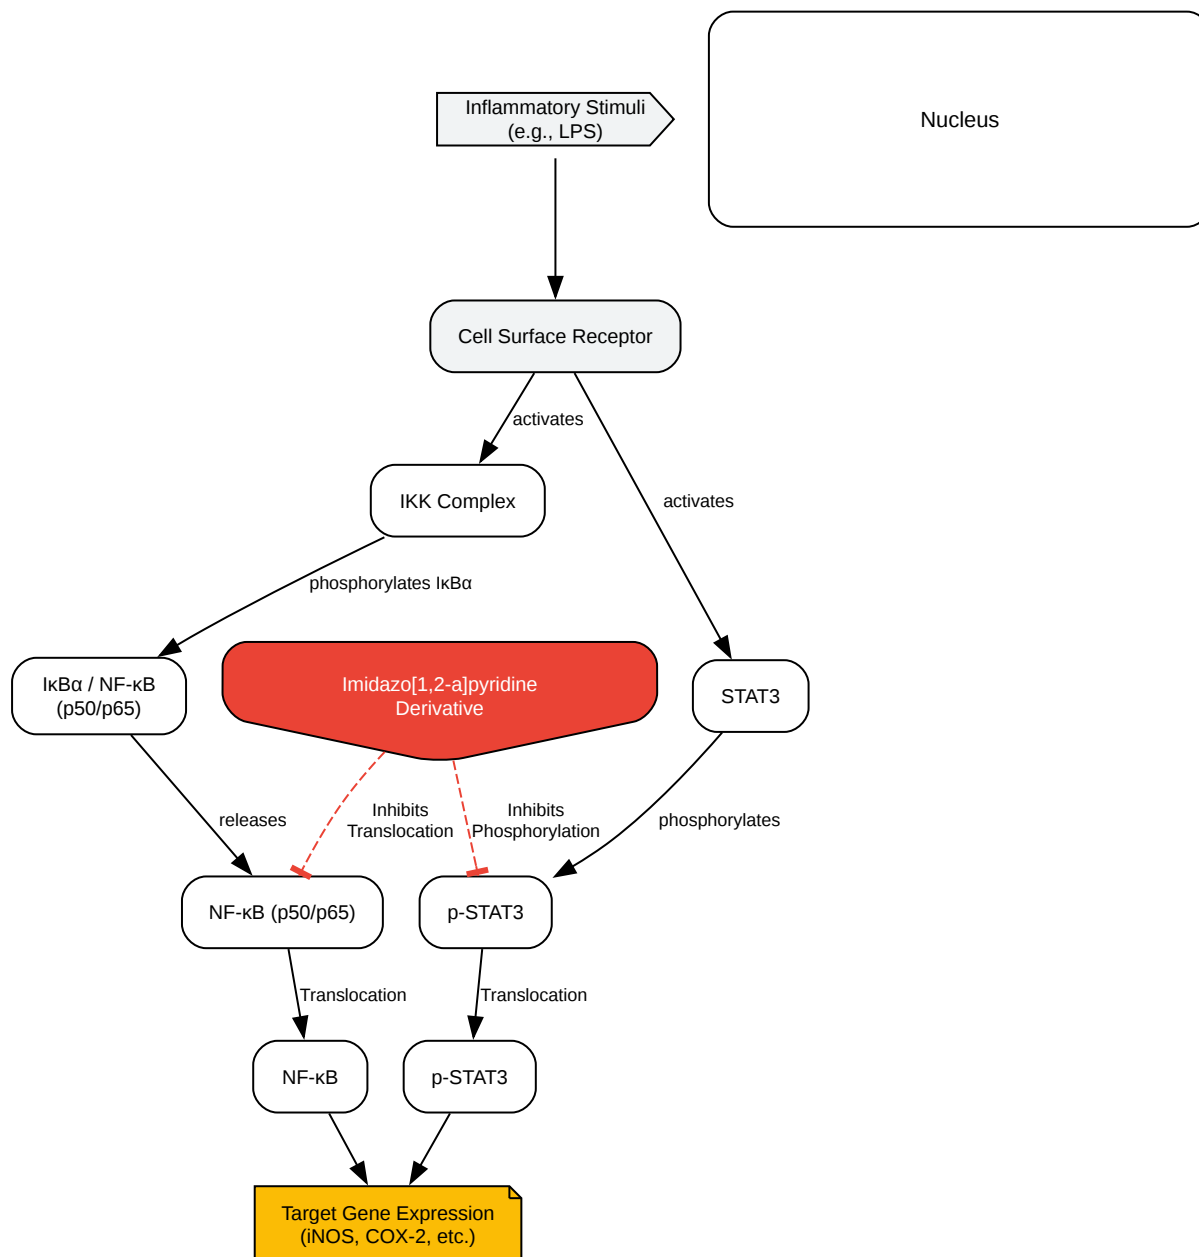 Inflammatory Stimuli
(e.g., LPS)
Nucleus
Cell Surface Receptor
activates
IKK Complex
activates
phosphorylates IκBα
IκBα / NF-κB
(p50/p65)
Imidazo[1,2-a]pyridine
Derivative
STAT3
releases
Inhibits
Translocation
Inhibits
Phosphorylation
phosphorylates
NF-κB (p50/p65)
p-STAT3
Translocation
Translocation
NF-κB
p-STAT3
Target Gene Expression
(iNOS, COX-2, etc.)